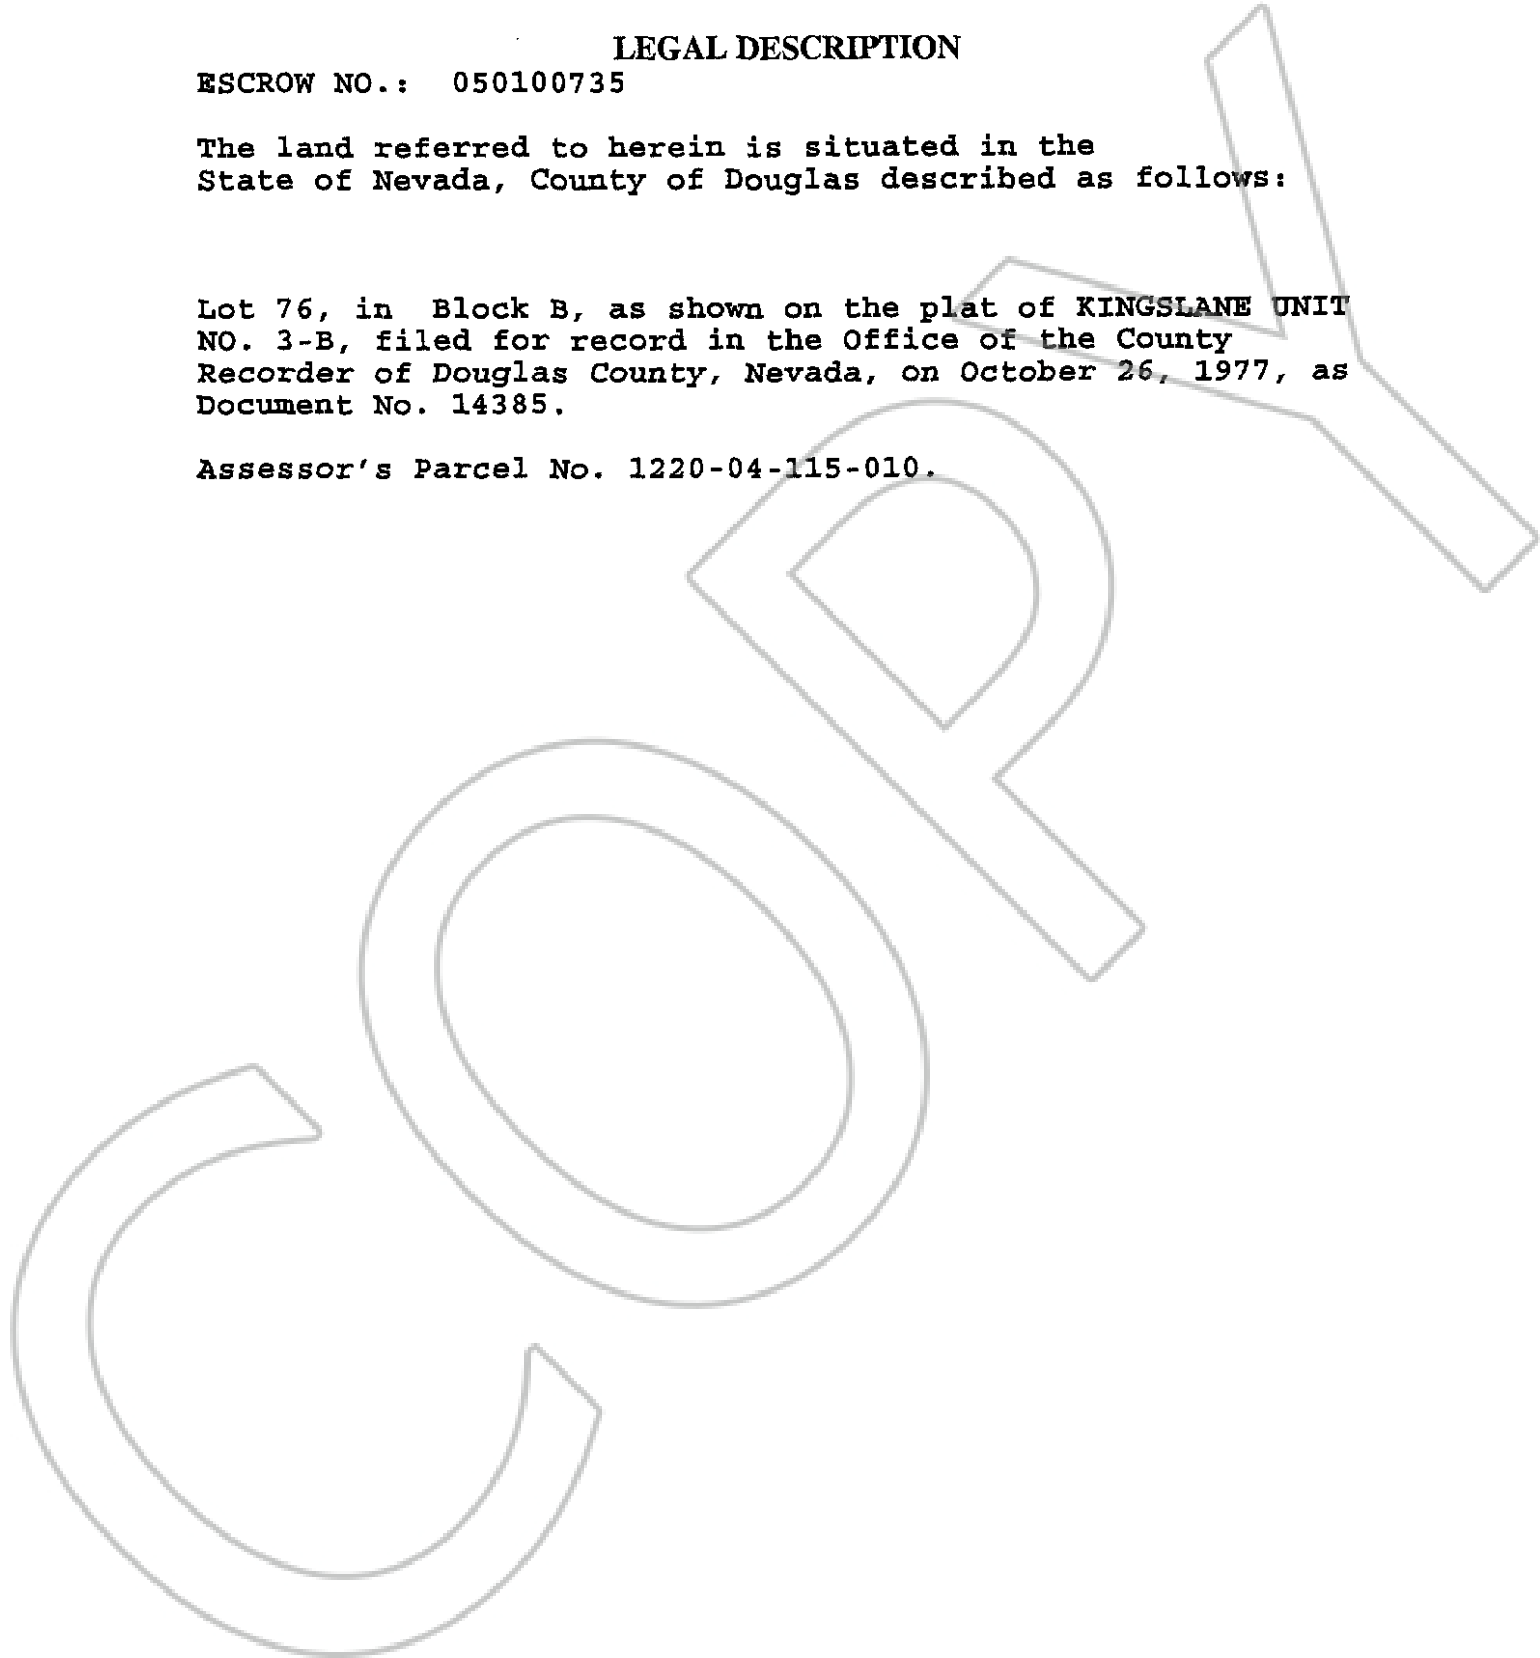 LEGAL DESCRIPTION
ESCROW NO.: 050100735
The land referred to herein is situated in the
State of Nevada, County of Douglas described as follows:
Lot 76, in Block B, as shown on the plat of KINGSLANE UNIT
NO. 3-B, filed for record in the Office of the County
Recorder of Douglas County, Nevada, on October 26, 1977, as
Document No. 14385.
Assessor's Parcel No. 1220-04-115-010.
COPY